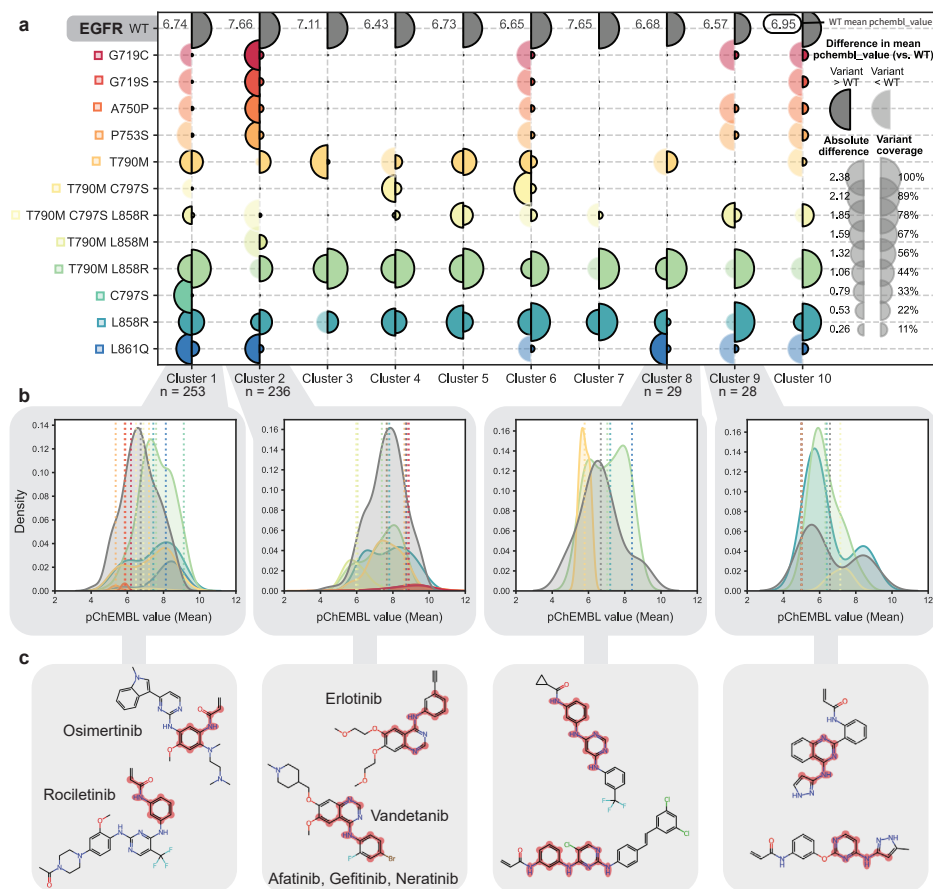 a
EGFR WT
6.74 7.66 7.11 6.43 6.73 6.65 7.65 6.68 6.57 6.95
WT mean pchembl_value
G719C
G719S
A750P
P753S
T790M
T790M C797S
T790M C797S L858R
T790M L858M
T790M L858R
C797S
L858R
L861Q
Difference in mean
pchembl_value (vs. WT)
Variant > WT
Variant < WT
Absolute difference
Variant coverage
2.38 100%
2.12 89%
1.85 78%
1.59 67%
1.32 56%
1.06 44%
0.79 33%
0.53 22%
0.26 11%
Cluster 1 Cluster 2 Cluster 3 Cluster 4 Cluster 5 Cluster 6 Cluster 7 Cluster 8 Cluster 9 Cluster 10
n = 253 n = 236 n = 29 n = 28
b
Density
0.14
0.12
0.10
0.08
0.06
0.04
0.02
0.00
2 4 6 8 10 12
pChEMBL value (Mean)
0.16
0.14
0.12
0.10
0.08
0.06
0.04
0.02
0.00
2 4 6 8 10 12
pChEMBL value (Mean)
0.16
0.14
0.12
0.10
0.08
0.06
0.04
0.02
0.00
2 4 6 8 10 12
pChEMBL value (Mean)
0.16
0.14
0.12
0.10
0.08
0.06
0.04
0.02
0.00
2 4 6 8 10 12
pChEMBL value (Mean)
c
Osimertinib
Rociletinib
Erlotinib
Vandetanib
Afatinib, Gefitinib, Neratinib